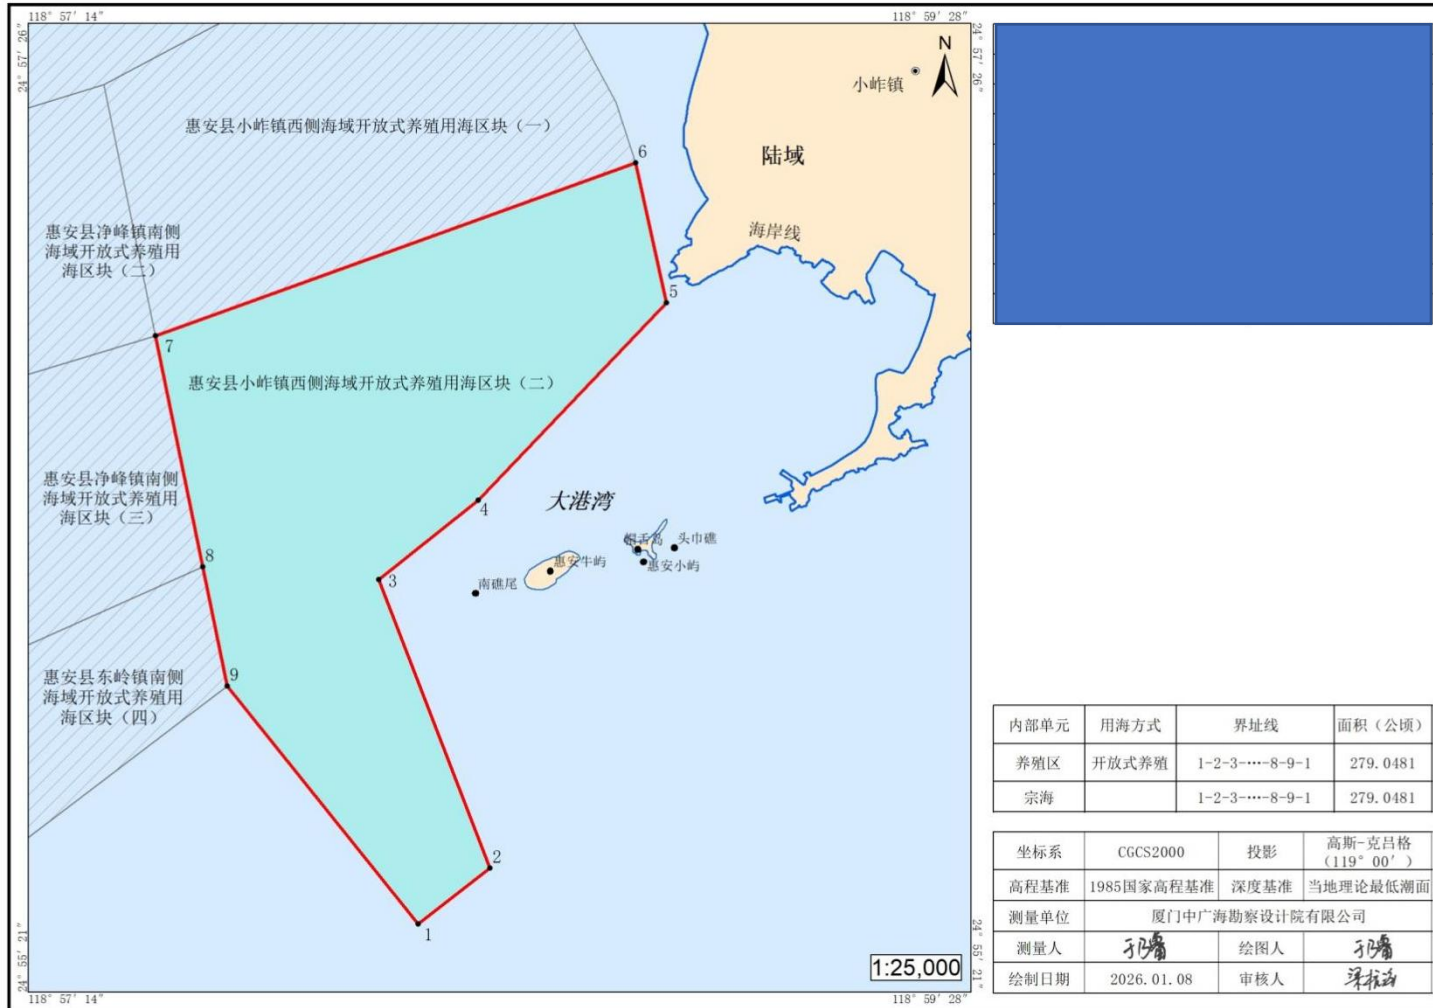 118° 57′ 14″
118° 59′ 28″
24° 57′ 26″
24° 57′ 26″
N
小岞镇
惠安县小岞镇西侧海域开放式养殖用海区块（一）
6
陆域
惠安县净峰镇南侧
海域开放式养殖用
海区块（二）
海岸线
5
7
惠安县小岞镇西侧海域开放式养殖用海区块（二）
惠安县净峰镇南侧
海域开放式养殖用
海区块（三）
大港湾
4
8
头巾礁
惠安牛屿
惠安小屿
3
南礁尾
惠安县东岭镇南侧
海域开放式养殖用
海区块（四）
9
2
1
1:25,000
24° 55′ 21″
24° 55′ 21″
118° 57′ 14″
118° 59′ 28″
内部单元 用海方式 界址线 面积（公顷）
养殖区 开放式养殖 1-2-3-…-8-9-1 279.0481
宗海 1-2-3-…-8-9-1 279.0481
坐标系 CGCS2000 投影 高斯-克吕格
（119° 00′ ）
高程基准 1985国家高程基准 深度基准 当地理论最低潮面
测量单位 厦门中广海勘察设计院有限公司
测量人 绘图人
绘制日期 2026.01.08 审核人